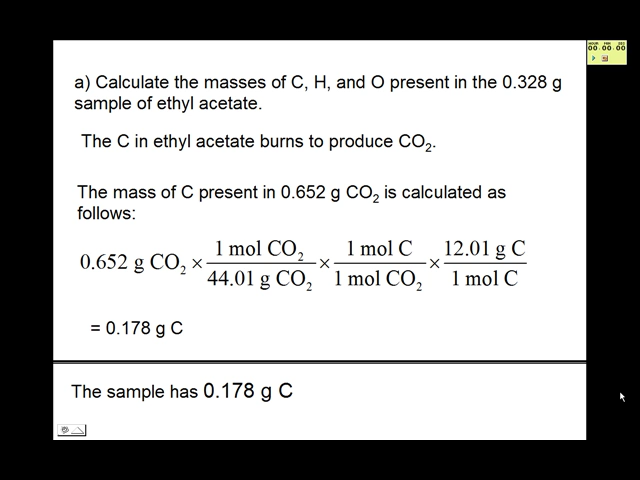 HOUR MIN SEC
00:00:00
a) Calculate the masses of C, H, and O present in the 0.328 g
sample of ethyl acetate.
The C in ethyl acetate burns to produce CO₂.
The mass of C present in 0.652 g CO₂ is calculated as
follows:
0.652 g CO₂ × (1 mol CO₂ / 44.01 g CO₂) × (1 mol C / 1 mol CO₂) × (12.01 g C / 1 mol C)
= 0.178 g C
The sample has 0.178 g C